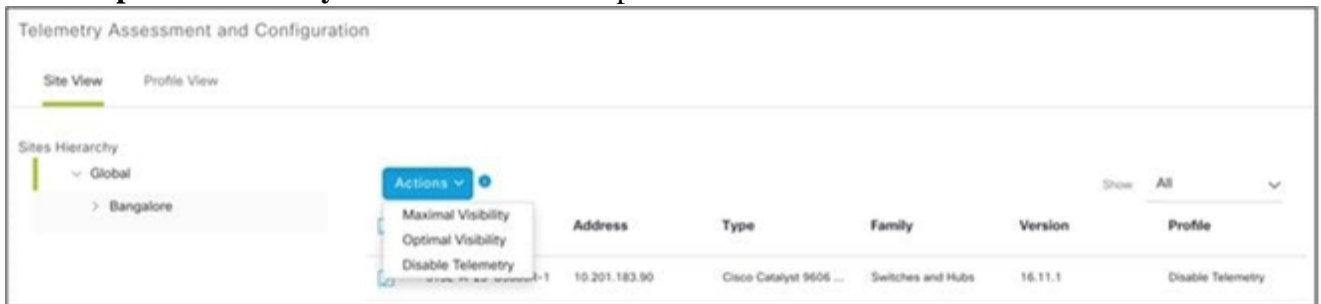 Telemetry Assessment and Configuration
Site View Profile View
Sites Hierarchy
Global
Bangalore
Actions
Show All
Maximal Visibility
Optimal Visibility
Disable Telemetry
Address Type Family Version Profile
10.201.183.90 Cisco Catalyst 9606 ... Switches and Hubs 16.11.1 Disable Telemetry